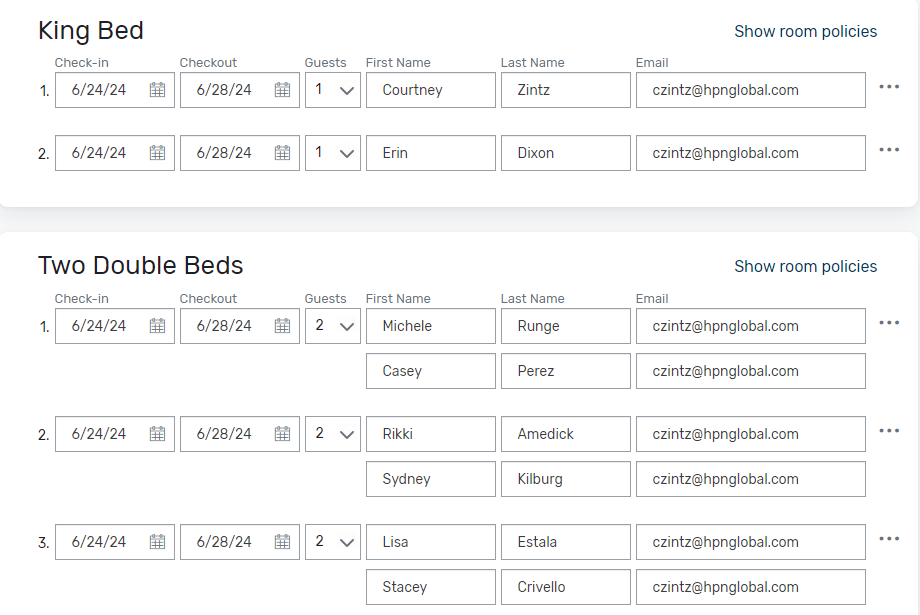 King Bed Show room policies
Check-in Checkout Guests First Name Last Name Email
1. 6/24/24 6/28/24 1 Courtney Zintz czintz@hpnglobal.com
2. 6/24/24 6/28/24 1 Erin Dixon czintz@hpnglobal.com
Two Double Beds Show room policies
Check-in Checkout Guests First Name Last Name Email
1. 6/24/24 6/28/24 2 Michele Runge czintz@hpnglobal.com
Casey Perez czintz@hpnglobal.com
2. 6/24/24 6/28/24 2 Rikki Amedick czintz@hpnglobal.com
Sydney Kilburg czintz@hpnglobal.com
3. 6/24/24 6/28/24 2 Lisa Estala czintz@hpnglobal.com
Stacey Crivello czintz@hpnglobal.com